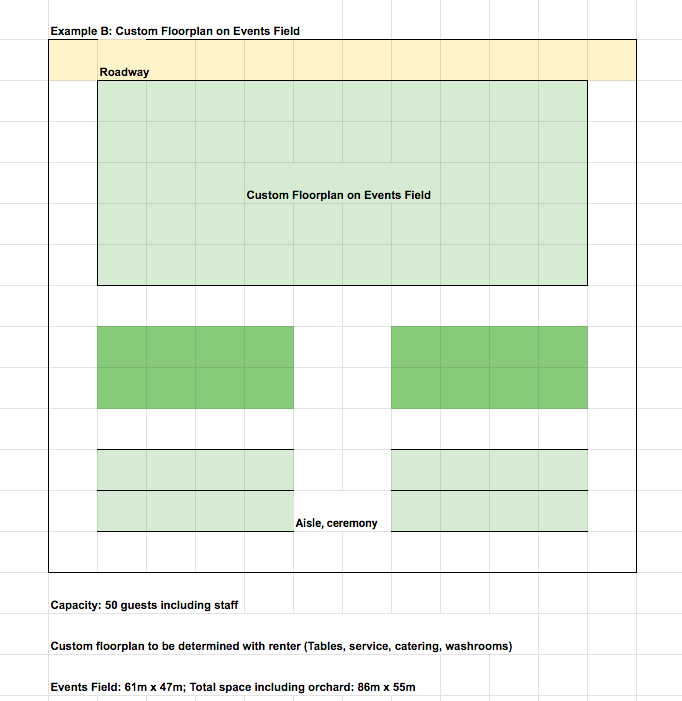 Example B: Custom Floorplan on Events Field
Roadway
Custom Floorplan on Events Field
Aisle, ceremony
Capacity: 50 guests including staff
Custom floorplan to be determined with renter (Tables, service, catering, washrooms)
Events Field: 61m x 47m; Total space including orchard: 86m x 55m